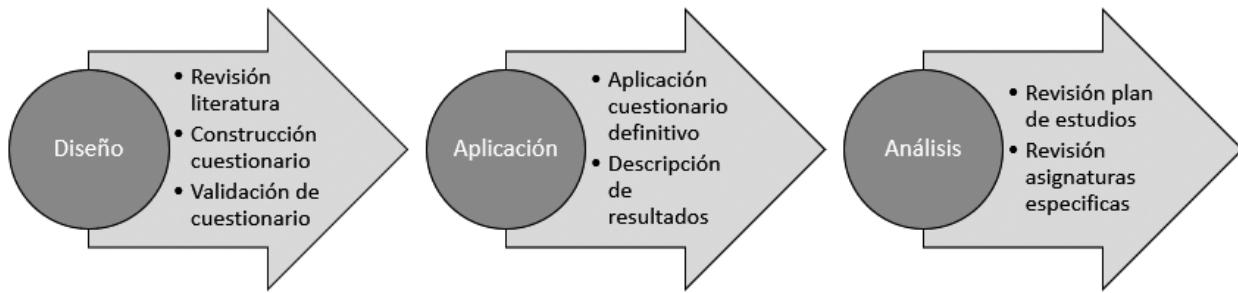 Diseño
• Revisión
literatura
• Construcción
cuestionario
• Validación de
cuestionario
Aplicación
• Aplicación
cuestionario
definitivo
• Descripción
de
resultados
Análisis
• Revisión plan
de estudios
• Revisión
asignaturas
especificas